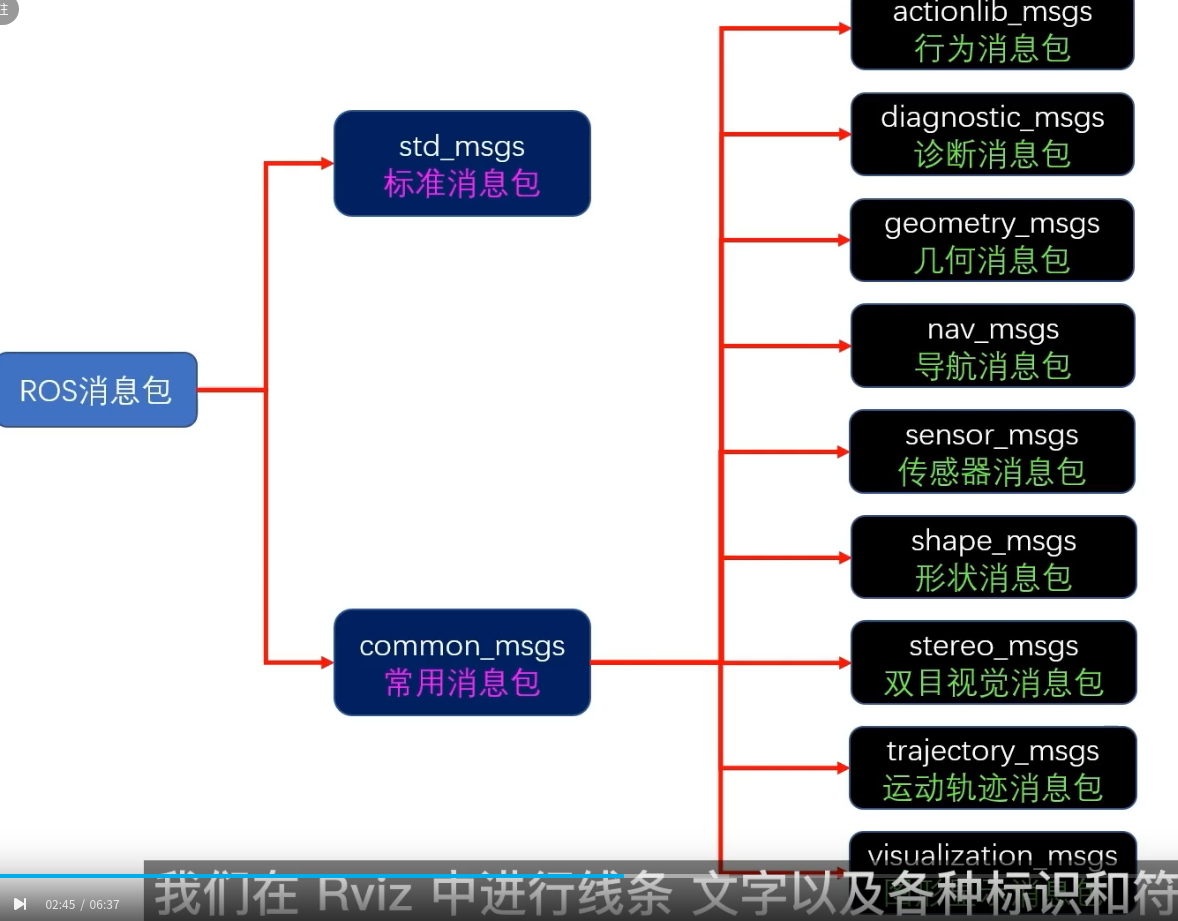 注
actionlib_msgs
行为消息包
diagnostic_msgs
诊断消息包
std_msgs
标准消息包
geometry_msgs
几何消息包
nav_msgs
导航消息包
ROS消息包
sensor_msgs
传感器消息包
shape_msgs
形状消息包
common_msgs
常用消息包
stereo_msgs
双目视觉消息包
trajectory_msgs
运动轨迹消息包
visualization_msgs
我们在 Rviz 中进行线条 文字以及各种标识和符
02:45 / 06:37